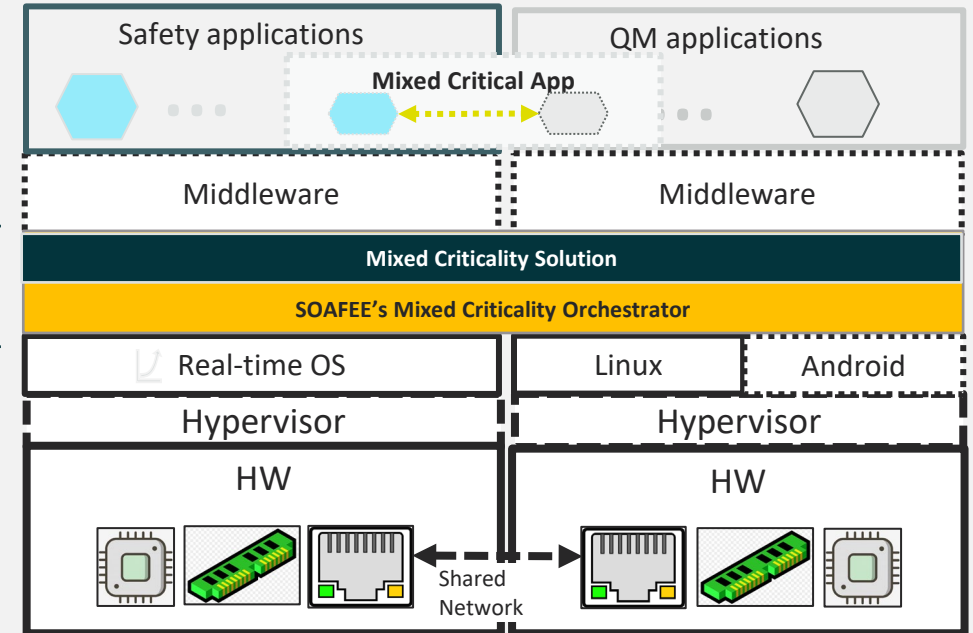 Safety applications
QM applications
Mixed Critical App
Middleware
Middleware
Mixed Criticality Solution
SOAFEE's Mixed Criticality Orchestrator
Real-time OS
Linux
Android
Hypervisor
Hypervisor
HW
HW
Shared
Network